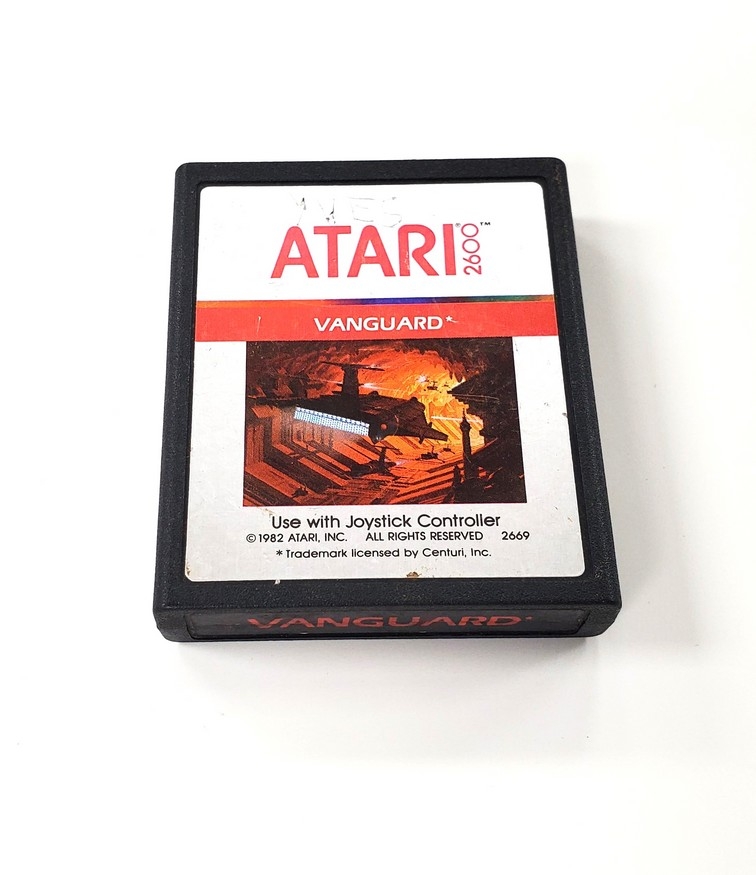 ATARI® 2600™
VANGUARD*
Use with Joystick Controller
© 1982 ATARI, INC. ALL RIGHTS RESERVED 2669
* Trademark licensed by Centuri, Inc.
VANGUARD*